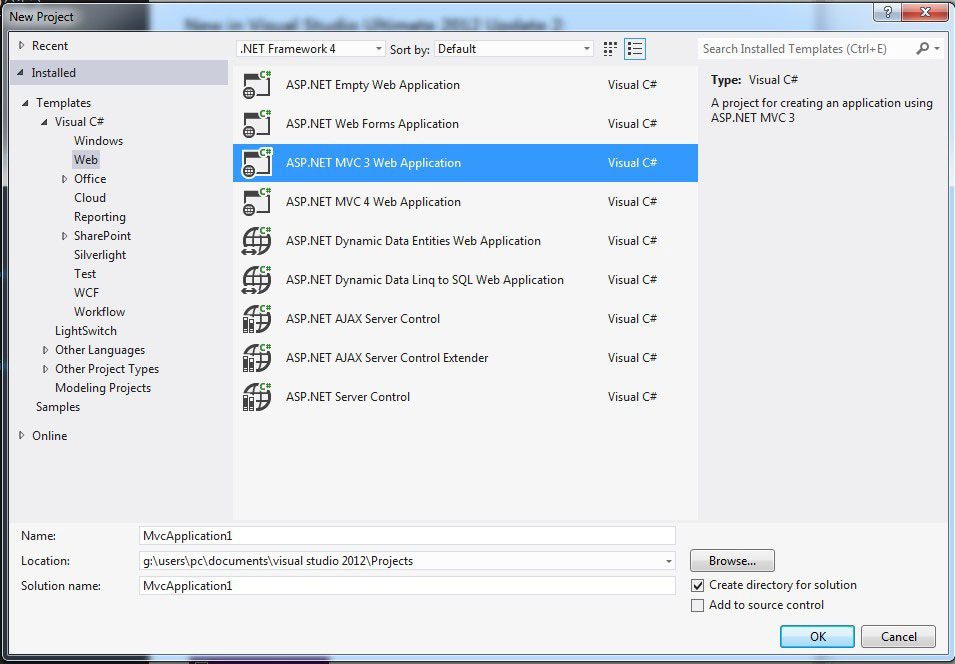 New Project
New in Visual Studio Ultimate 2012 Update 2:
Recent
.NET Framework 4
Sort by:
Default
Search Installed Templates (Ctrl+E)
Installed
Templates
Visual C#
Windows
Web
Office
Cloud
Reporting
SharePoint
Silverlight
Test
WCF
Workflow
LightSwitch
Other Languages
Other Project Types
Modeling Projects
Samples
Online
C# ASP.NET Empty Web Application Visual C#
C# ASP.NET Web Forms Application Visual C#
C# ASP.NET MVC 3 Web Application Visual C#
C# ASP.NET MVC 4 Web Application Visual C#
C# ASP.NET Dynamic Data Entities Web Application Visual C#
C# ASP.NET Dynamic Data Linq to SQL Web Application Visual C#
C# ASP.NET AJAX Server Control Visual C#
C# ASP.NET AJAX Server Control Extender Visual C#
C# ASP.NET Server Control Visual C#
Type: Visual C#
A project for creating an application using
ASP.NET MVC 3
Name: MvcApplication1
Location: g:\users\pc\documents\visual studio 2012\Projects
Browse...
Solution name: MvcApplication1
Create directory for solution
Add to source control
OK
Cancel